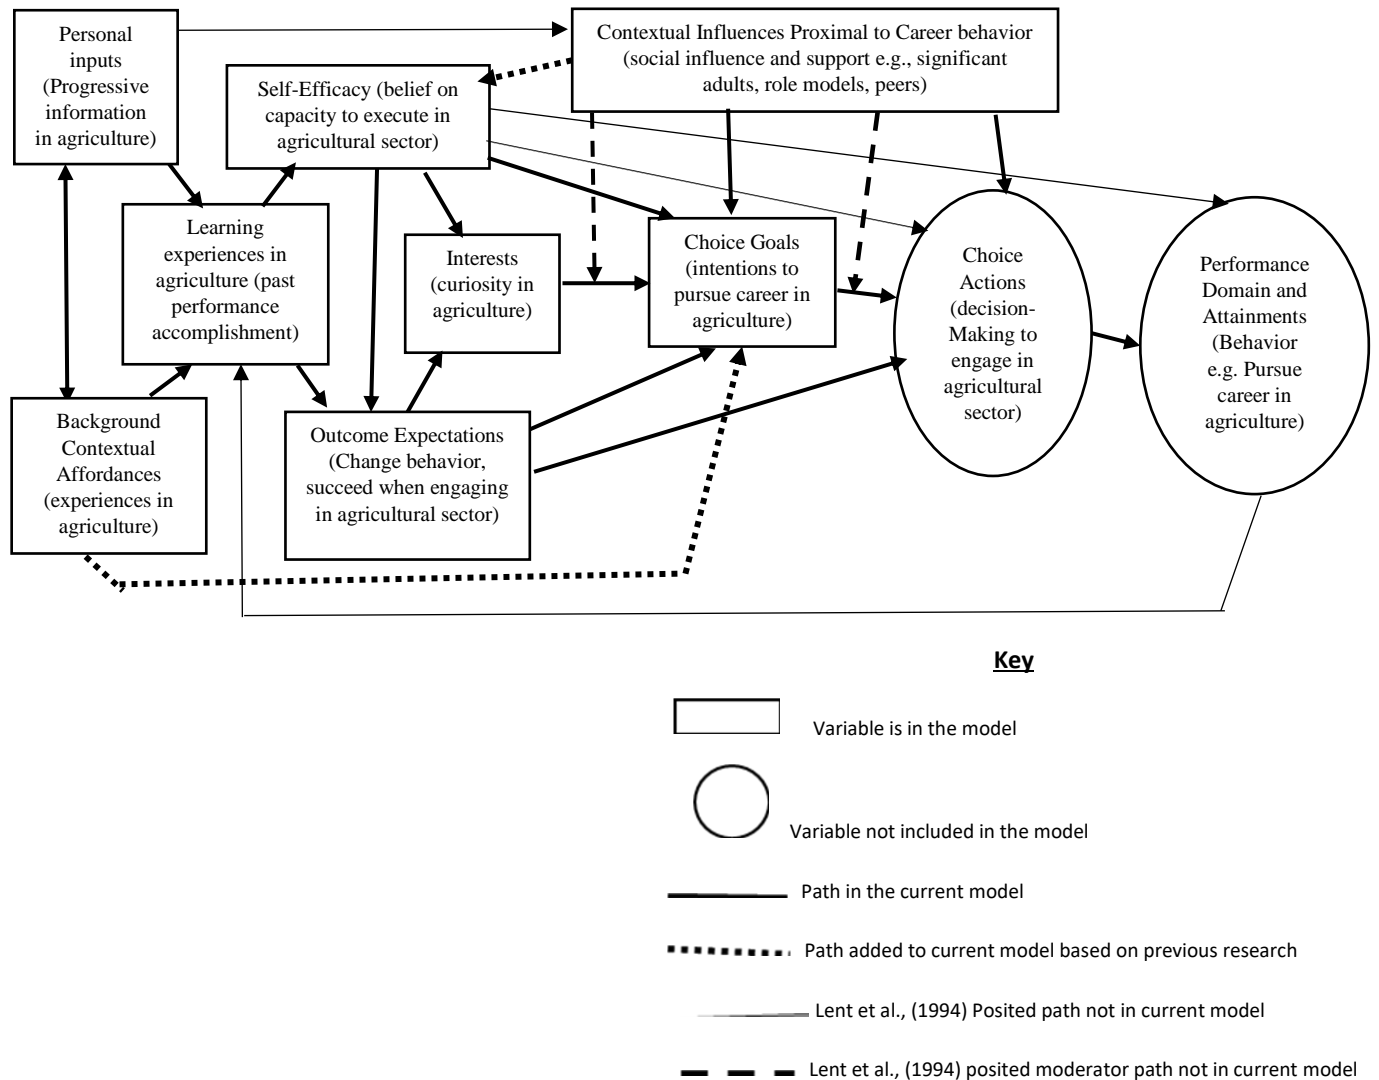 Personal
inputs
(Progressive
information
in agriculture)
Contextual Influences Proximal to Career behavior
(social influence and support e.g., significant
adults, role models, peers)
Self-Efficacy (belief on
capacity to execute in
agricultural sector)
Learning
experiences in
agriculture (past
performance
accomplishment)
Interests
(curiosity in
agriculture)
Choice Goals
(intentions to
pursue career in
agriculture)
Choice
Actions
(decision-
Making to
engage in
agricultural
sector)
Performance
Domain and
Attainments
(Behavior
e.g. Pursue
career in
agriculture)
Background
Contextual
Affordances
(experiences in
agriculture)
Outcome Expectations
(Change behavior,
succeed when engaging
in agricultural sector)
Key
Variable is in the model
Variable not included in the model
Path in the current model
Path added to current model based on previous research
Lent et al., (1994) Posited path not in current model
Lent et al., (1994) posited moderator path not in current model